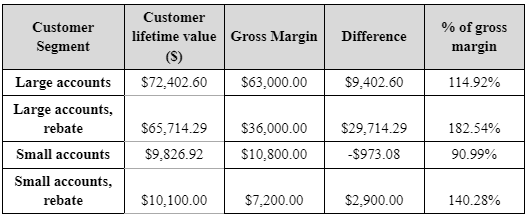 Customer Segment | Customer lifetime value ($) | Gross Margin | Difference | % of gross margin
Large accounts | $72,402.60 | $63,000.00 | $9,402.60 | 114.92%
Large accounts, rebate | $65,714.29 | $36,000.00 | $29,714.29 | 182.54%
Small accounts | $9,826.92 | $10,800.00 | -$973.08 | 90.99%
Small accounts, rebate | $10,100.00 | $7,200.00 | $2,900.00 | 140.28%